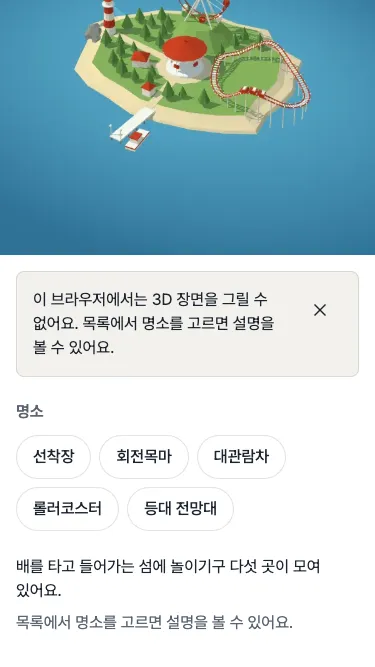 이 브라우저에서는 3D 장면을 그릴 수
없어요. 목록에서 명소를 고르면 설명을
볼 수 있어요.
명소
선착장
회전목마
대관람차
롤러코스터
등대 전망대
배를 타고 들어가는 섬에 놀이기구 다섯 곳이 모여
있어요.
목록에서 명소를 고르면 설명을 볼 수 있어요.